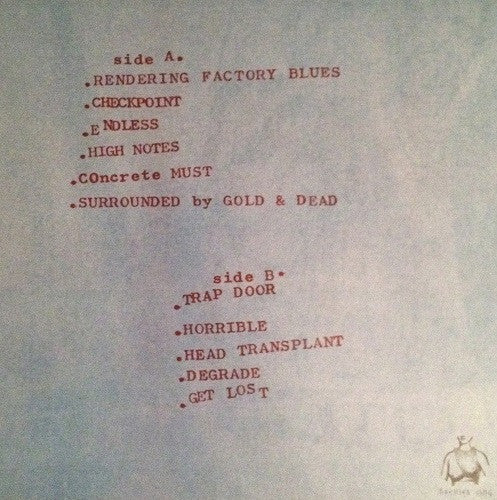 side A.
.RENDERING FACTORY BLUES
.CHECKPOINT
.ENDLESS
.HIGH NOTES
.COncrete MUST
.SURROUNDED by GOLD & DEAD
side B.
.TRAP DOOR
.HORRIBLE
.HEAD TRANSPLANT
.DEGRADE
.GET LOST